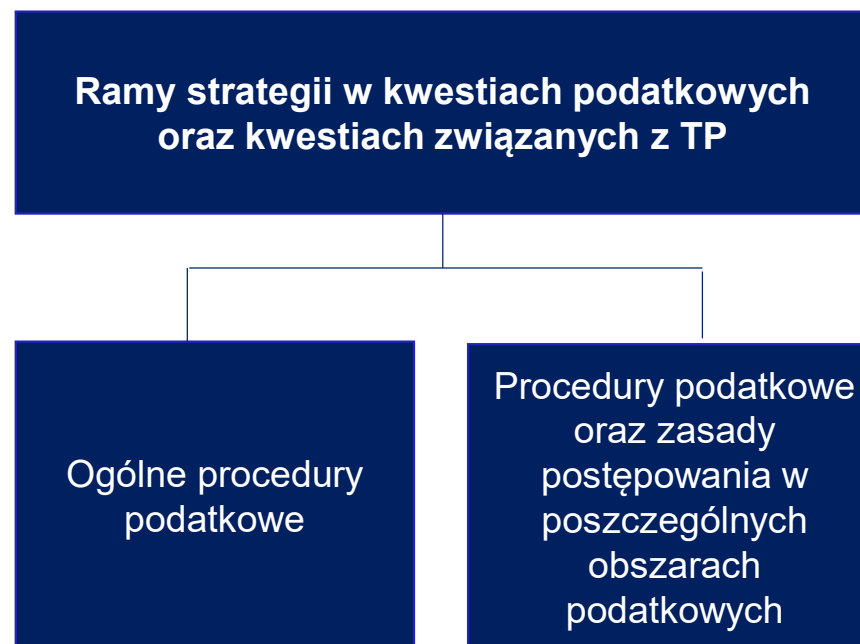 Ramy strategii w kwestiach podatkowych
oraz kwestiach związanych z TP
Ogólne procedury
podatkowe
Procedury podatkowe
oraz zasady
postępowania w
poszczególnych
obszarach
podatkowych